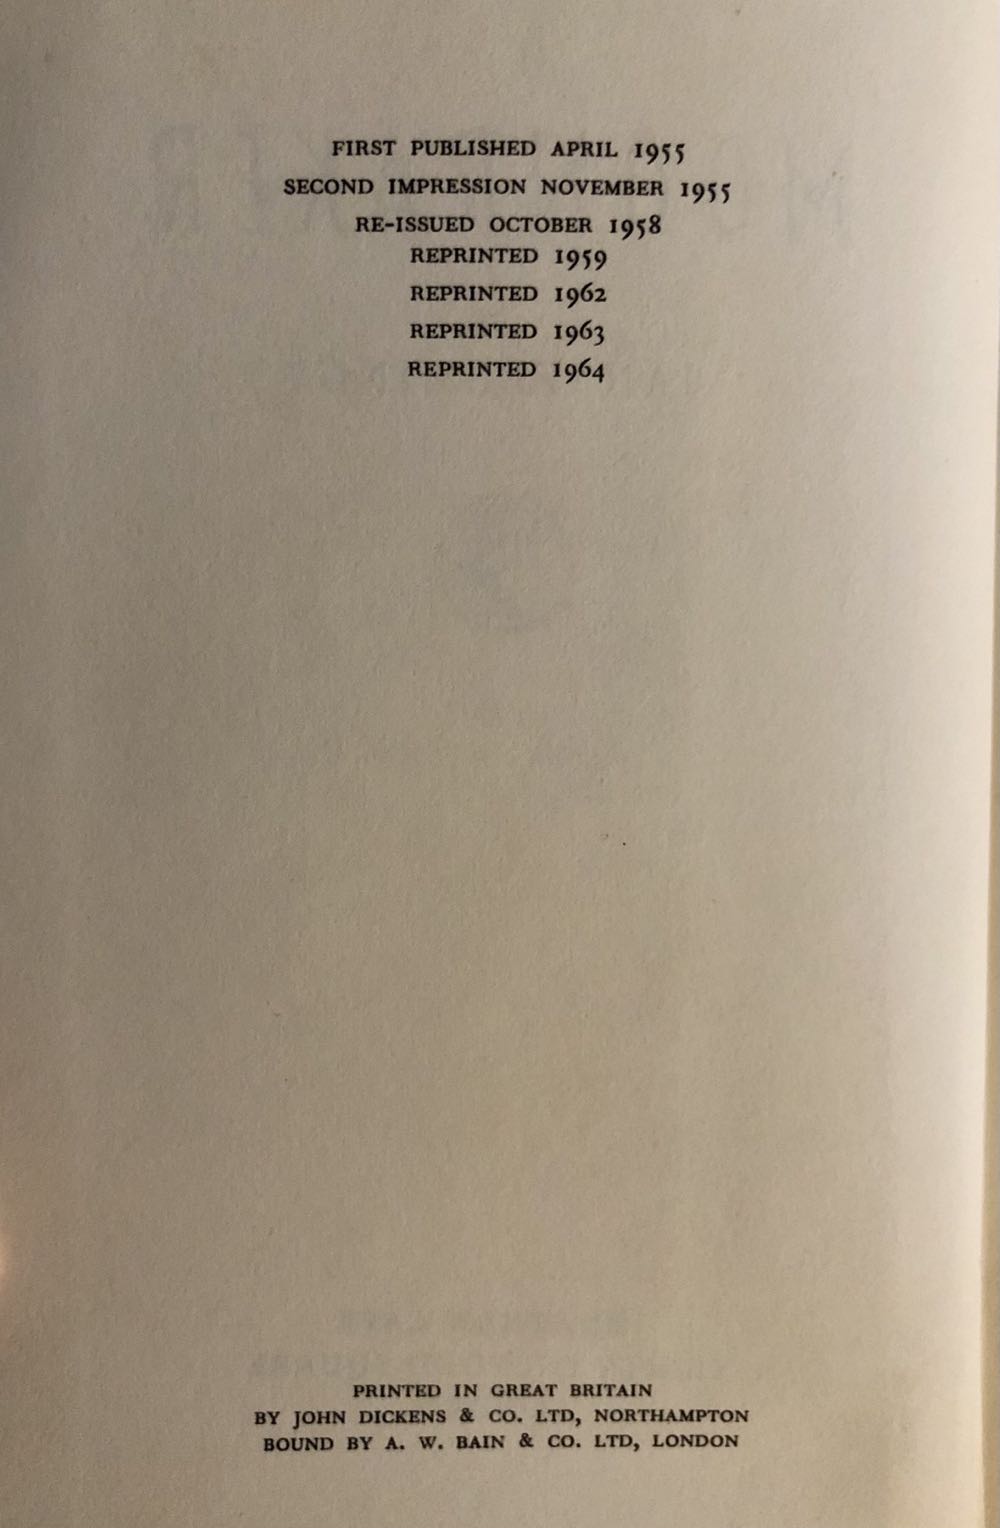 FIRST PUBLISHED APRIL 1955
SECOND IMPRESSION NOVEMBER 1955
RE-ISSUED OCTOBER 1958
REPRINTED 1959
REPRINTED 1962
REPRINTED 1963
REPRINTED 1964
PRINTED IN GREAT BRITAIN
BY JOHN DICKENS & CO. LTD, NORTHAMPTON
BOUND BY A. W. BAIN & CO. LTD, LONDON